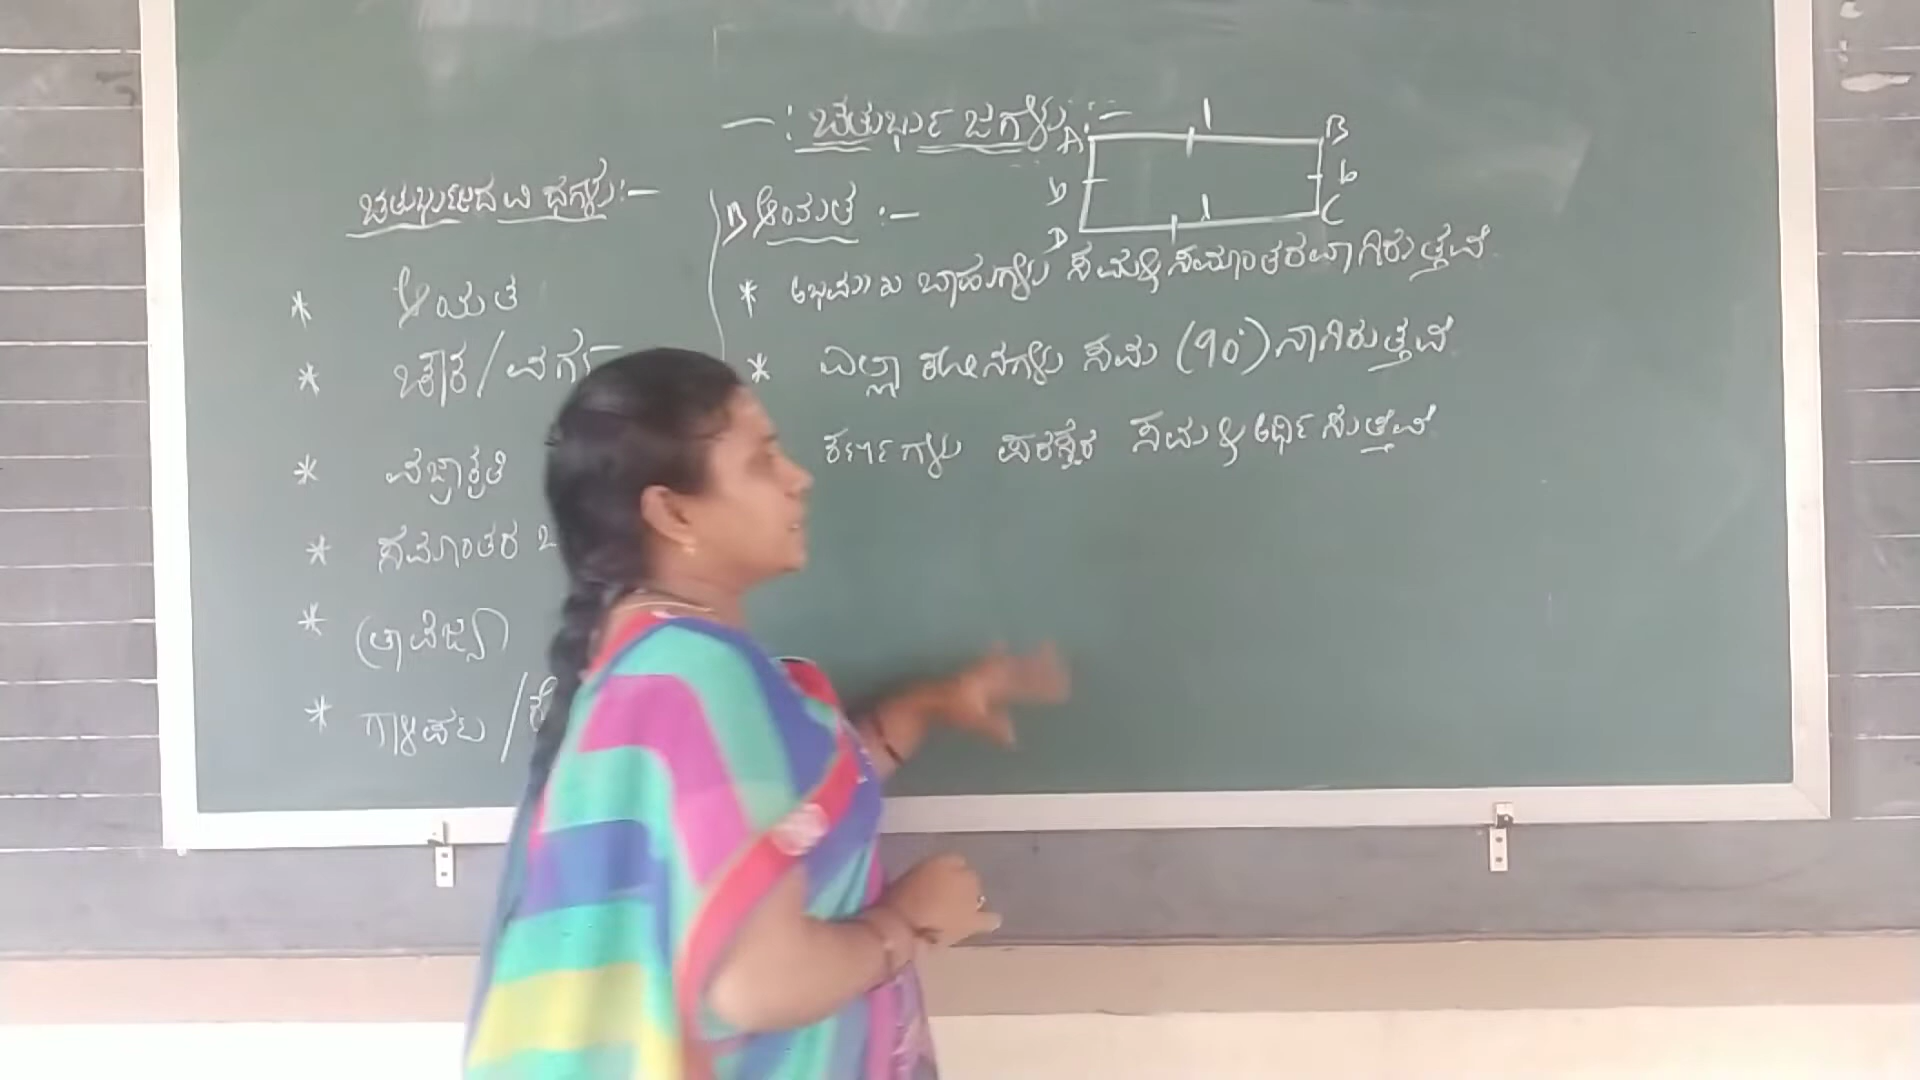 -: ಚತುರ್ಭುಜಗಳು :-
ಚತುರ್ಭುಜದ ವಿಧಗಳು:-
* ಆಯತ
* ಚೌಕ/ವರ್ಗ
* ವಜ್ರಾಕೃತಿ
* ಸಮಾಂತರ
* ತ್ರಾಪಿಜ್ಯ
* ಗಾಳಿಪಟ /
1) ಆಯತ :-
A l B
b b
D l C
* ಅಭಿಮುಖ ಬಾಹುಗಳು ಸಮ & ಸಮಾಂತರವಾಗಿರುತ್ತವೆ.
* ಎಲ್ಲಾ ಕೋನಗಳು ಸಮ (90°) ನಾಗಿರುತ್ತವೆ.
ಕರ್ಣಗಳು ಪರಸ್ಪರ ಸಮ & ಅರ್ಧಿಸುತ್ತವೆ.